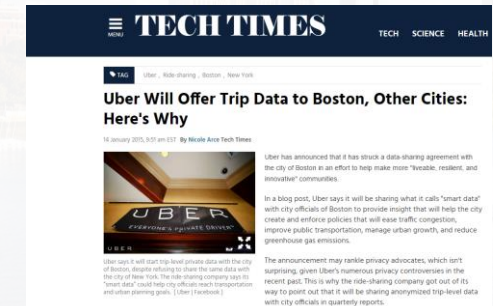 MENU
TECH TIMES
TECH SCIENCE HEALTH
TAG Uber , Ride-sharing , Boston , New York
Uber Will Offer Trip Data to Boston, Other Cities:
Here's Why
14 January 2015, 9:51 am EST By Nicole Arce Tech Times
UBER
EVERYONE'S PRIVATE DRIVER
UBER
Uber says it will start trip-level private data with the city
of Boston, despite refusing to share the same data with
the city of New York. The ride-sharing company says its
"smart data" could help city officials reach transportation
and urban planning goals. | Uber | Facebook |
Uber has announced that it has struck a data-sharing agreement with
the city of Boston in an effort to help make more "liveable, resilient, and
innovative" communities.
In a blog post, Uber says it will be sharing what it calls "smart data"
with city officials of Boston to provide insight that will help the city
create and enforce policies that will ease traffic congestion,
improve public transportation, manage urban growth, and reduce
greenhouse gas emissions.
The announcement may rankle privacy advocates, which isn't
surprising, given Uber's numerous privacy controversies in the
recent past. This is why the ride-sharing company got out of its
way to point out that it will be sharing anonymized trip-level data
with city officials in quarterly reports.